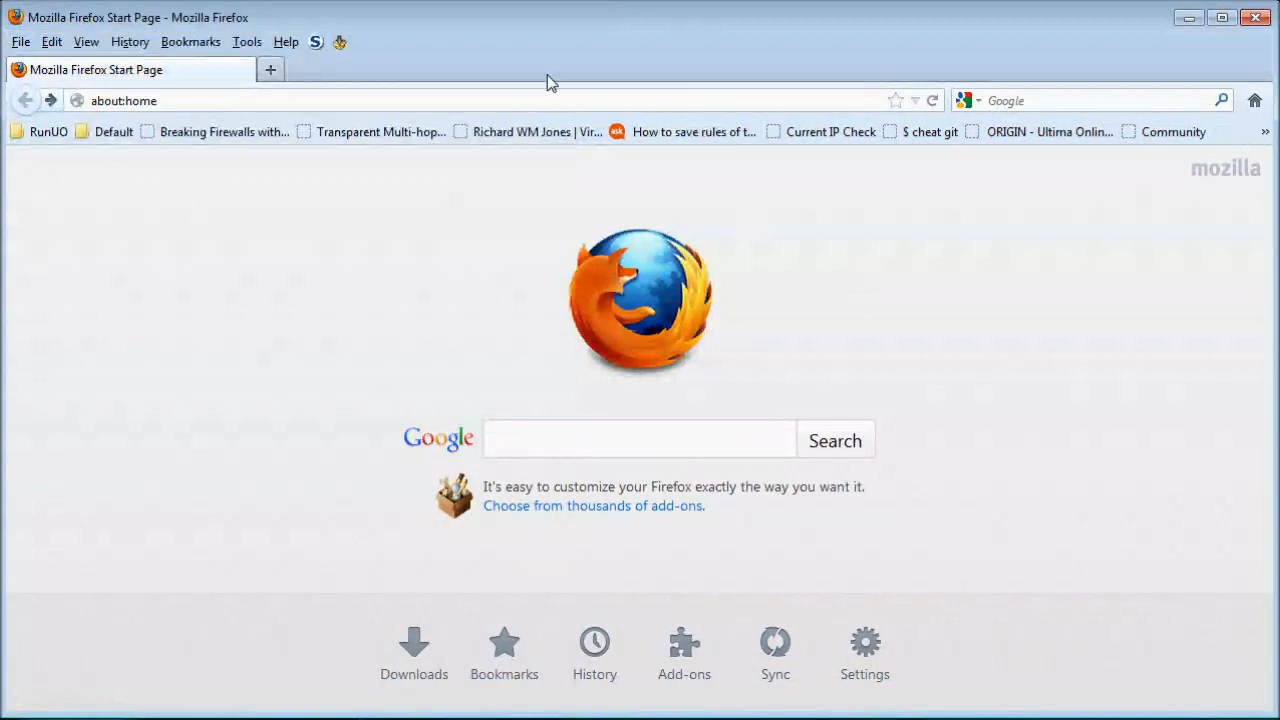 Mozilla Firefox Start Page - Mozilla Firefox
File Edit View History Bookmarks Tools Help S
Mozilla Firefox Start Page +
about:home Google
RunUO Default Breaking Firewalls with... Transparent Multi-hop... Richard WM Jones | Vir... ask How to save rules of t... Current IP Check $ cheat git ORIGIN - Ultima Onlin... Community »
mozilla
Google Search
It's easy to customize your Firefox exactly the way you want it.
Choose from thousands of add-ons.
Downloads Bookmarks History Add-ons Sync Settings